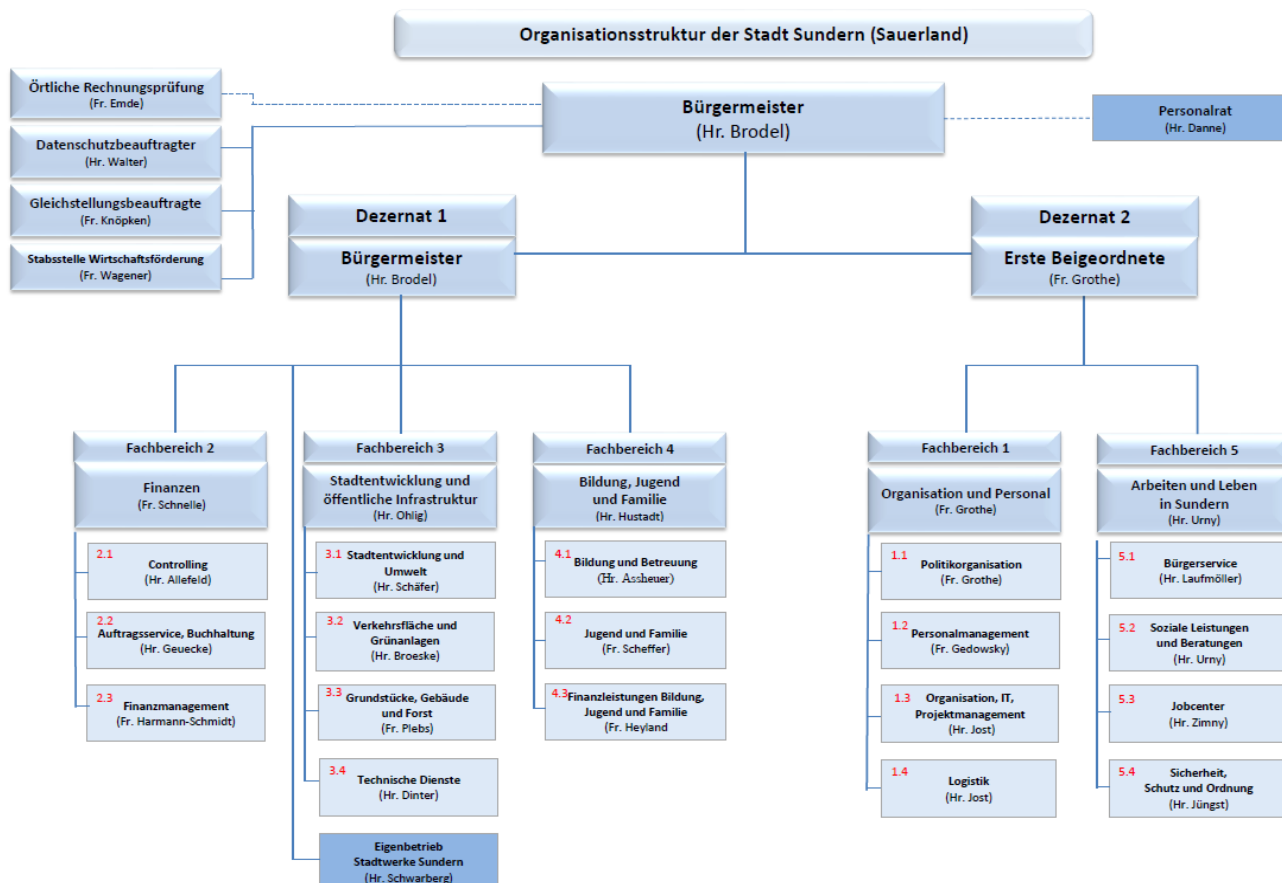 Organisationsstruktur der Stadt Sundern (Sauerland)
Örtliche Rechnungsprüfung
(Fr. Emde)
Bürgermeister
(Hr. Brodel)
Personalrat
(Hr. Danne)
Datenschutzbeauftragter
(Hr. Walter)
Gleichstellungsbeauftragte
(Fr. Knöpken)
Stabsstelle Wirtschaftsförderung
(Fr. Wagener)
Dezernat 1
Bürgermeister
(Hr. Brodel)
Dezernat 2
Erste Beigeordnete
(Fr. Grothe)
Fachbereich 2
Finanzen
(Fr. Schnelle)
2.1
Controlling
(Hr. Allefeld)
2.2
Auftragsservice, Buchhaltung
(Hr. Geuecke)
2.3
Finanzmanagement
(Fr. Harmann-Schmidt)
Fachbereich 3
Stadtentwicklung und
öffentliche Infrastruktur
(Hr. Ohlig)
3.1
Stadtentwicklung und
Umwelt
(Hr. Schäfer)
3.2
Verkehrsfläche und
Grünanlagen
(Hr. Broeske)
3.3
Grundstücke, Gebäude
und Forst
(Fr. Plebs)
3.4
Technische Dienste
(Hr. Dinter)
Eigenbetrieb
Stadtwerke Sundern
(Hr. Schwarberg)
Fachbereich 4
Bildung, Jugend
und Familie
(Hr. Hustadt)
4.1
Bildung und Betreuung
(Hr. Assheuer)
4.2
Jugend und Familie
(Fr. Scheffer)
4.3
Finanzleistungen Bildung,
Jugend und Familie
(Fr. Heyland
Fachbereich 1
Organisation und Personal
(Fr. Grothe)
1.1
Politikorganisation
(Fr. Grothe)
1.2
Personalmanagement
(Fr. Gedowsky)
1.3
Organisation, IT,
Projektmanagement
(Hr. Jost)
1.4
Logistik
(Hr. Jost)
Fachbereich 5
Arbeiten und Leben
in Sundern
(Hr. Urny)
5.1
Bürgerservice
(Hr. Laufmöller)
5.2
Soziale Leistungen
und Beratungen
(Hr. Urny)
5.3
Jobcenter
(Hr. Zimny)
5.4
Sicherheit,
Schutz und Ordnung
(Hr. Jüngst)